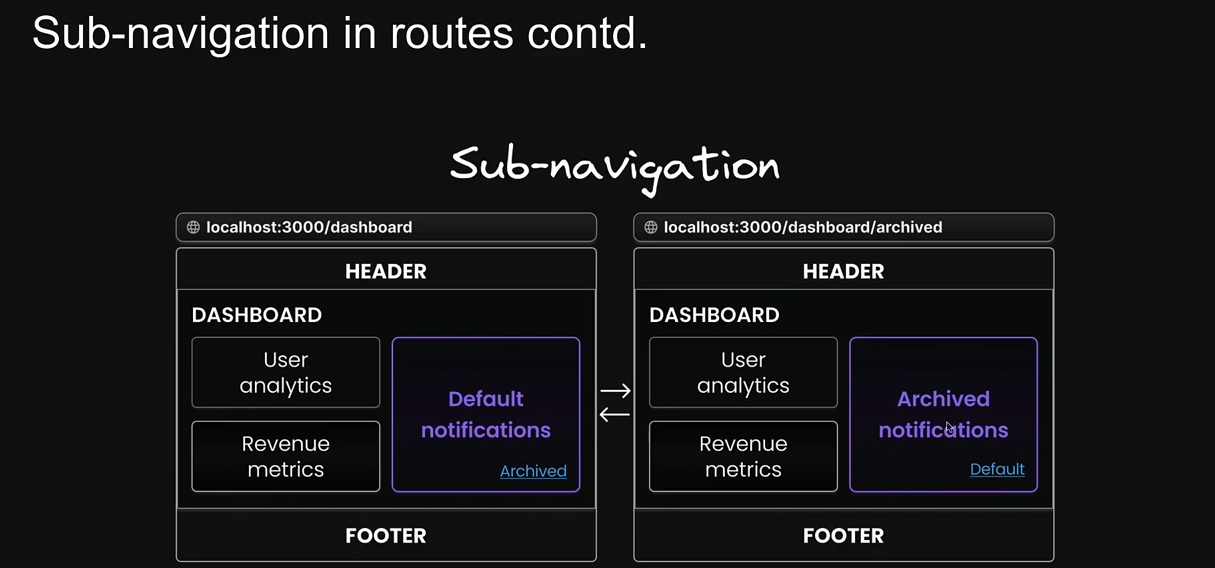 Sub-navigation in routes contd.
Sub-navigation
localhost:3000/dashboard
HEADER
DASHBOARD
User
analytics
Revenue
metrics
Default
notifications
Archived
FOOTER
localhost:3000/dashboard/archived
HEADER
DASHBOARD
User
analytics
Revenue
metrics
Archived
notifications
Default
FOOTER